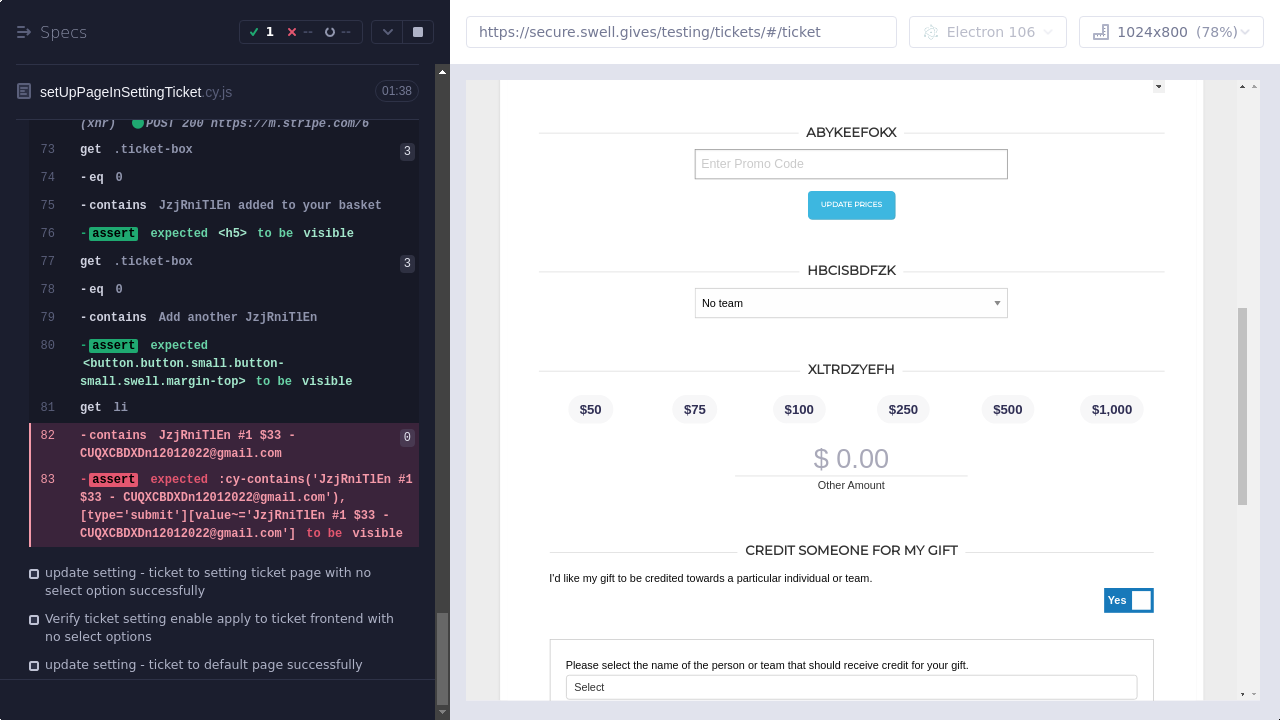 Specs
1
--
--
https://secure.swell.gives/testing/tickets/#/ticket
Electron 106
1024x800 (78%)
setUpPageInSettingTicket.cy.js
01:38
(xhr) POST 200 https://m.stripe.com/6
73 get .ticket-box 3
74 -eq 0
75 -contains JzjRniTlEn added to your basket
76 -assert expected <h5> to be visible
77 get .ticket-box 3
78 -eq 0
79 -contains Add another JzjRniTlEn
80 -assert expected
<button.button.small.button-
small.swell.margin-top> to be visible
81 get li
82 -contains JzjRniTlEn #1 $33 - 0
CUQXCBDXDn12012022@gmail.com
83 -assert expected :cy-contains('JzjRniTlEn #1
$33 - CUQXCBDXDn12012022@gmail.com'),
[type='submit'][value~='JzjRniTlEn #1 $33 -
CUQXCBDXDn12012022@gmail.com'] to be visible
update setting - ticket to setting ticket page with no
select option successfully
Verify ticket setting enable apply to ticket frontend with
no select options
update setting - ticket to default page successfully
ABYKEEFOKX
Enter Promo Code
UPDATE PRICES
HBCISBDFZK
No team
XLTRDZYEFH
$50 $75 $100 $250 $500 $1,000
$ 0.00
Other Amount
CREDIT SOMEONE FOR MY GIFT
I'd like my gift to be credited towards a particular individual or team.
Yes
Please select the name of the person or team that should receive credit for your gift.
Select